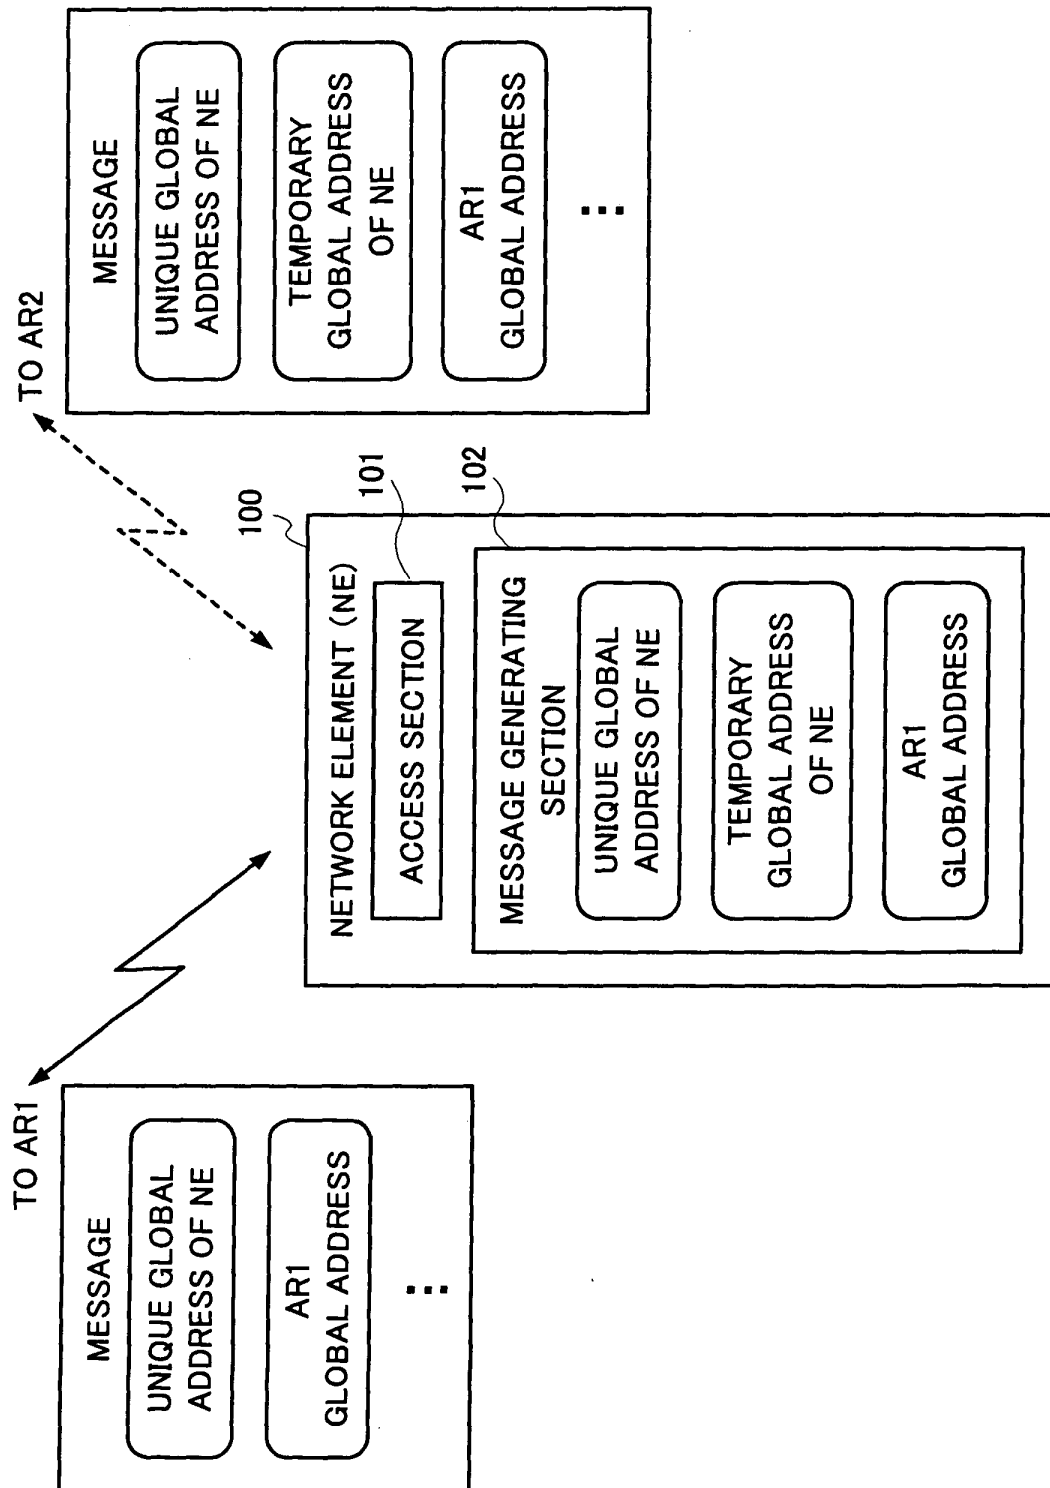 TO AR1
MESSAGE
UNIQUE GLOBAL
ADDRESS OF NE
AR1
GLOBAL ADDRESS
...
100
NETWORK ELEMENT (NE)
101
ACCESS SECTION
102
MESSAGE GENERATING
SECTION
UNIQUE GLOBAL
ADDRESS OF NE
TEMPORARY
GLOBAL ADDRESS
OF NE
AR1
GLOBAL ADDRESS
TO AR2
MESSAGE
UNIQUE GLOBAL
ADDRESS OF NE
TEMPORARY
GLOBAL ADDRESS
OF NE
AR1
GLOBAL ADDRESS
...